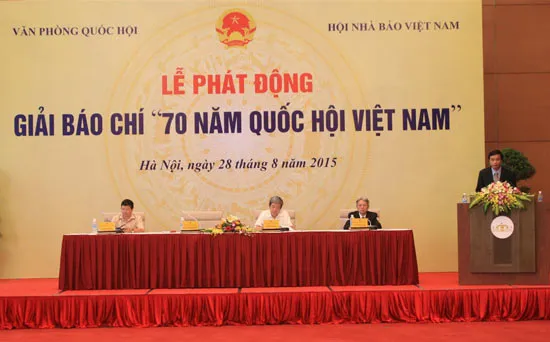 VĂN PHÒNG QUỐC HỘI
HỘI NHÀ BÁO VIỆT NAM
LỄ PHÁT ĐỘNG
GIẢI BÁO CHÍ "70 NĂM QUỐC HỘI VIỆT NAM"
Hà Nội, ngày 28 tháng 8 năm 2015